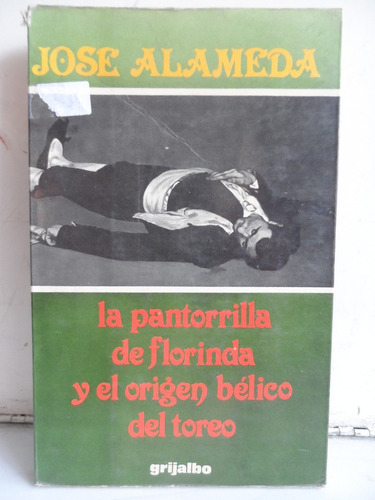 JOSE ALAMEDA
la pantorrilla
de florinda
y el origen bélico
del toreo
grijalbo